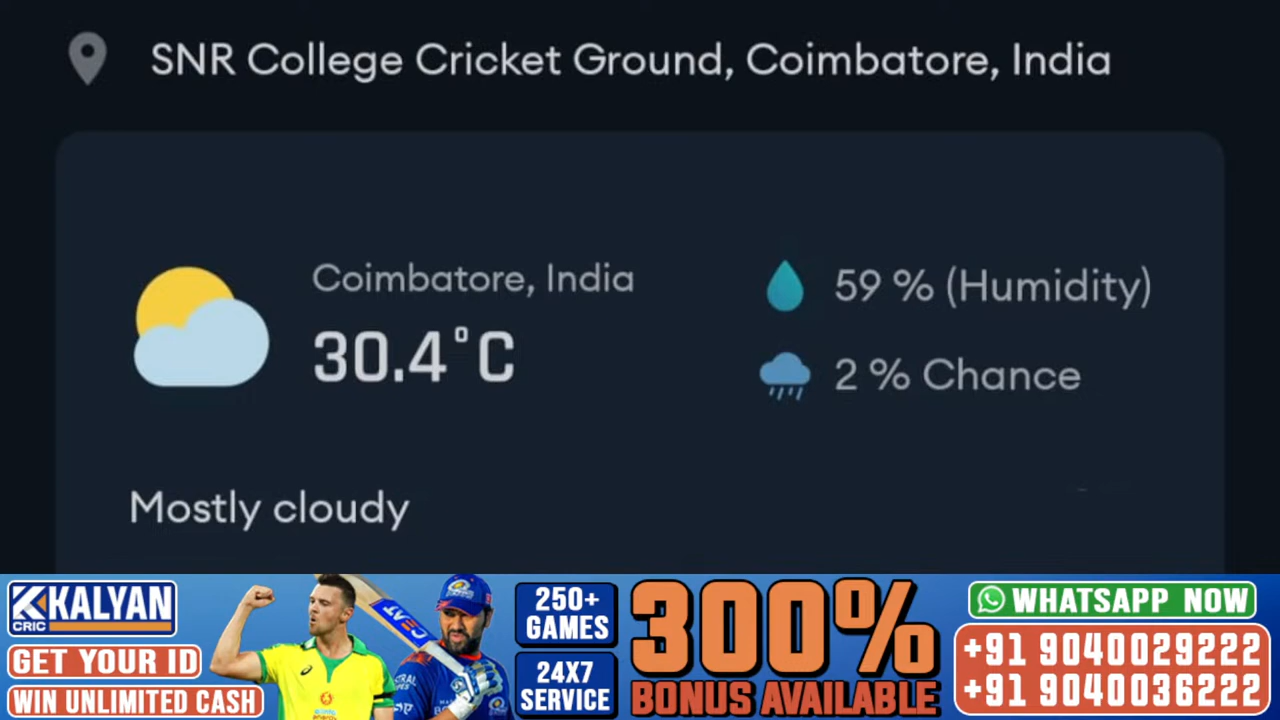 SNR College Cricket Ground, Coimbatore, India
Coimbatore, India
30.4°C
59 % (Humidity)
2 % Chance
Mostly cloudy
KALYAN
CRIC
GET YOUR ID
WIN UNLIMITED CASH
CEAT
250+
GAMES
24X7
SERVICE
300%
BONUS AVAILABLE
WHATSAPP NOW
+91 9040029222
+91 9040036222